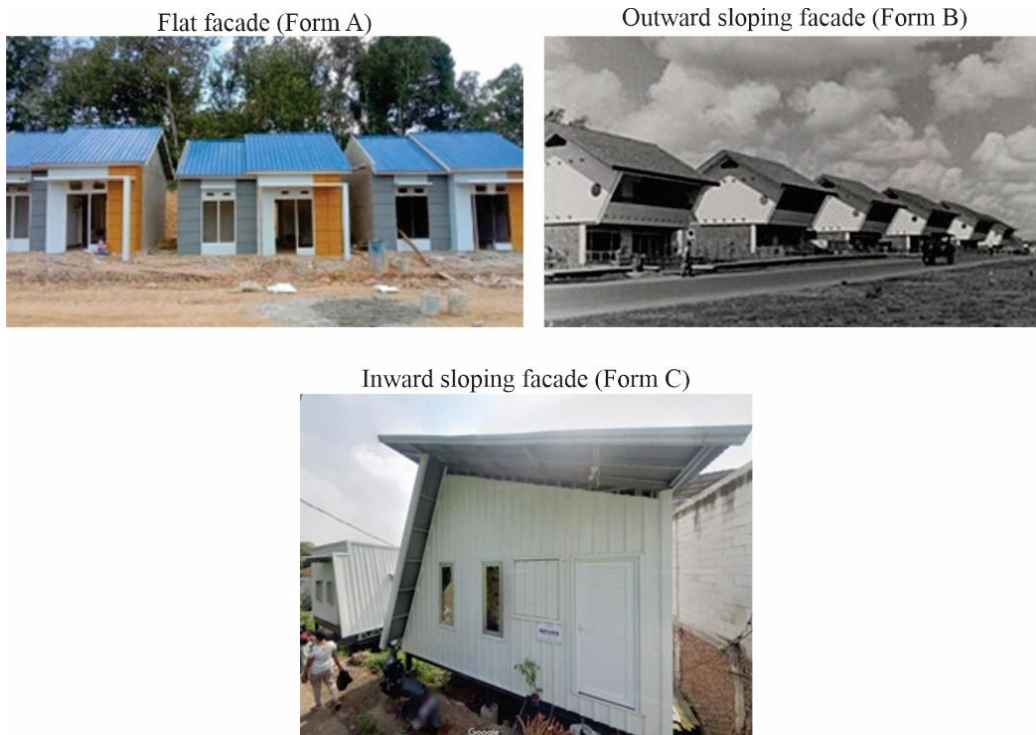 Flat facade (Form A)
Outward sloping facade (Form B)
Inward sloping facade (Form C)
Google